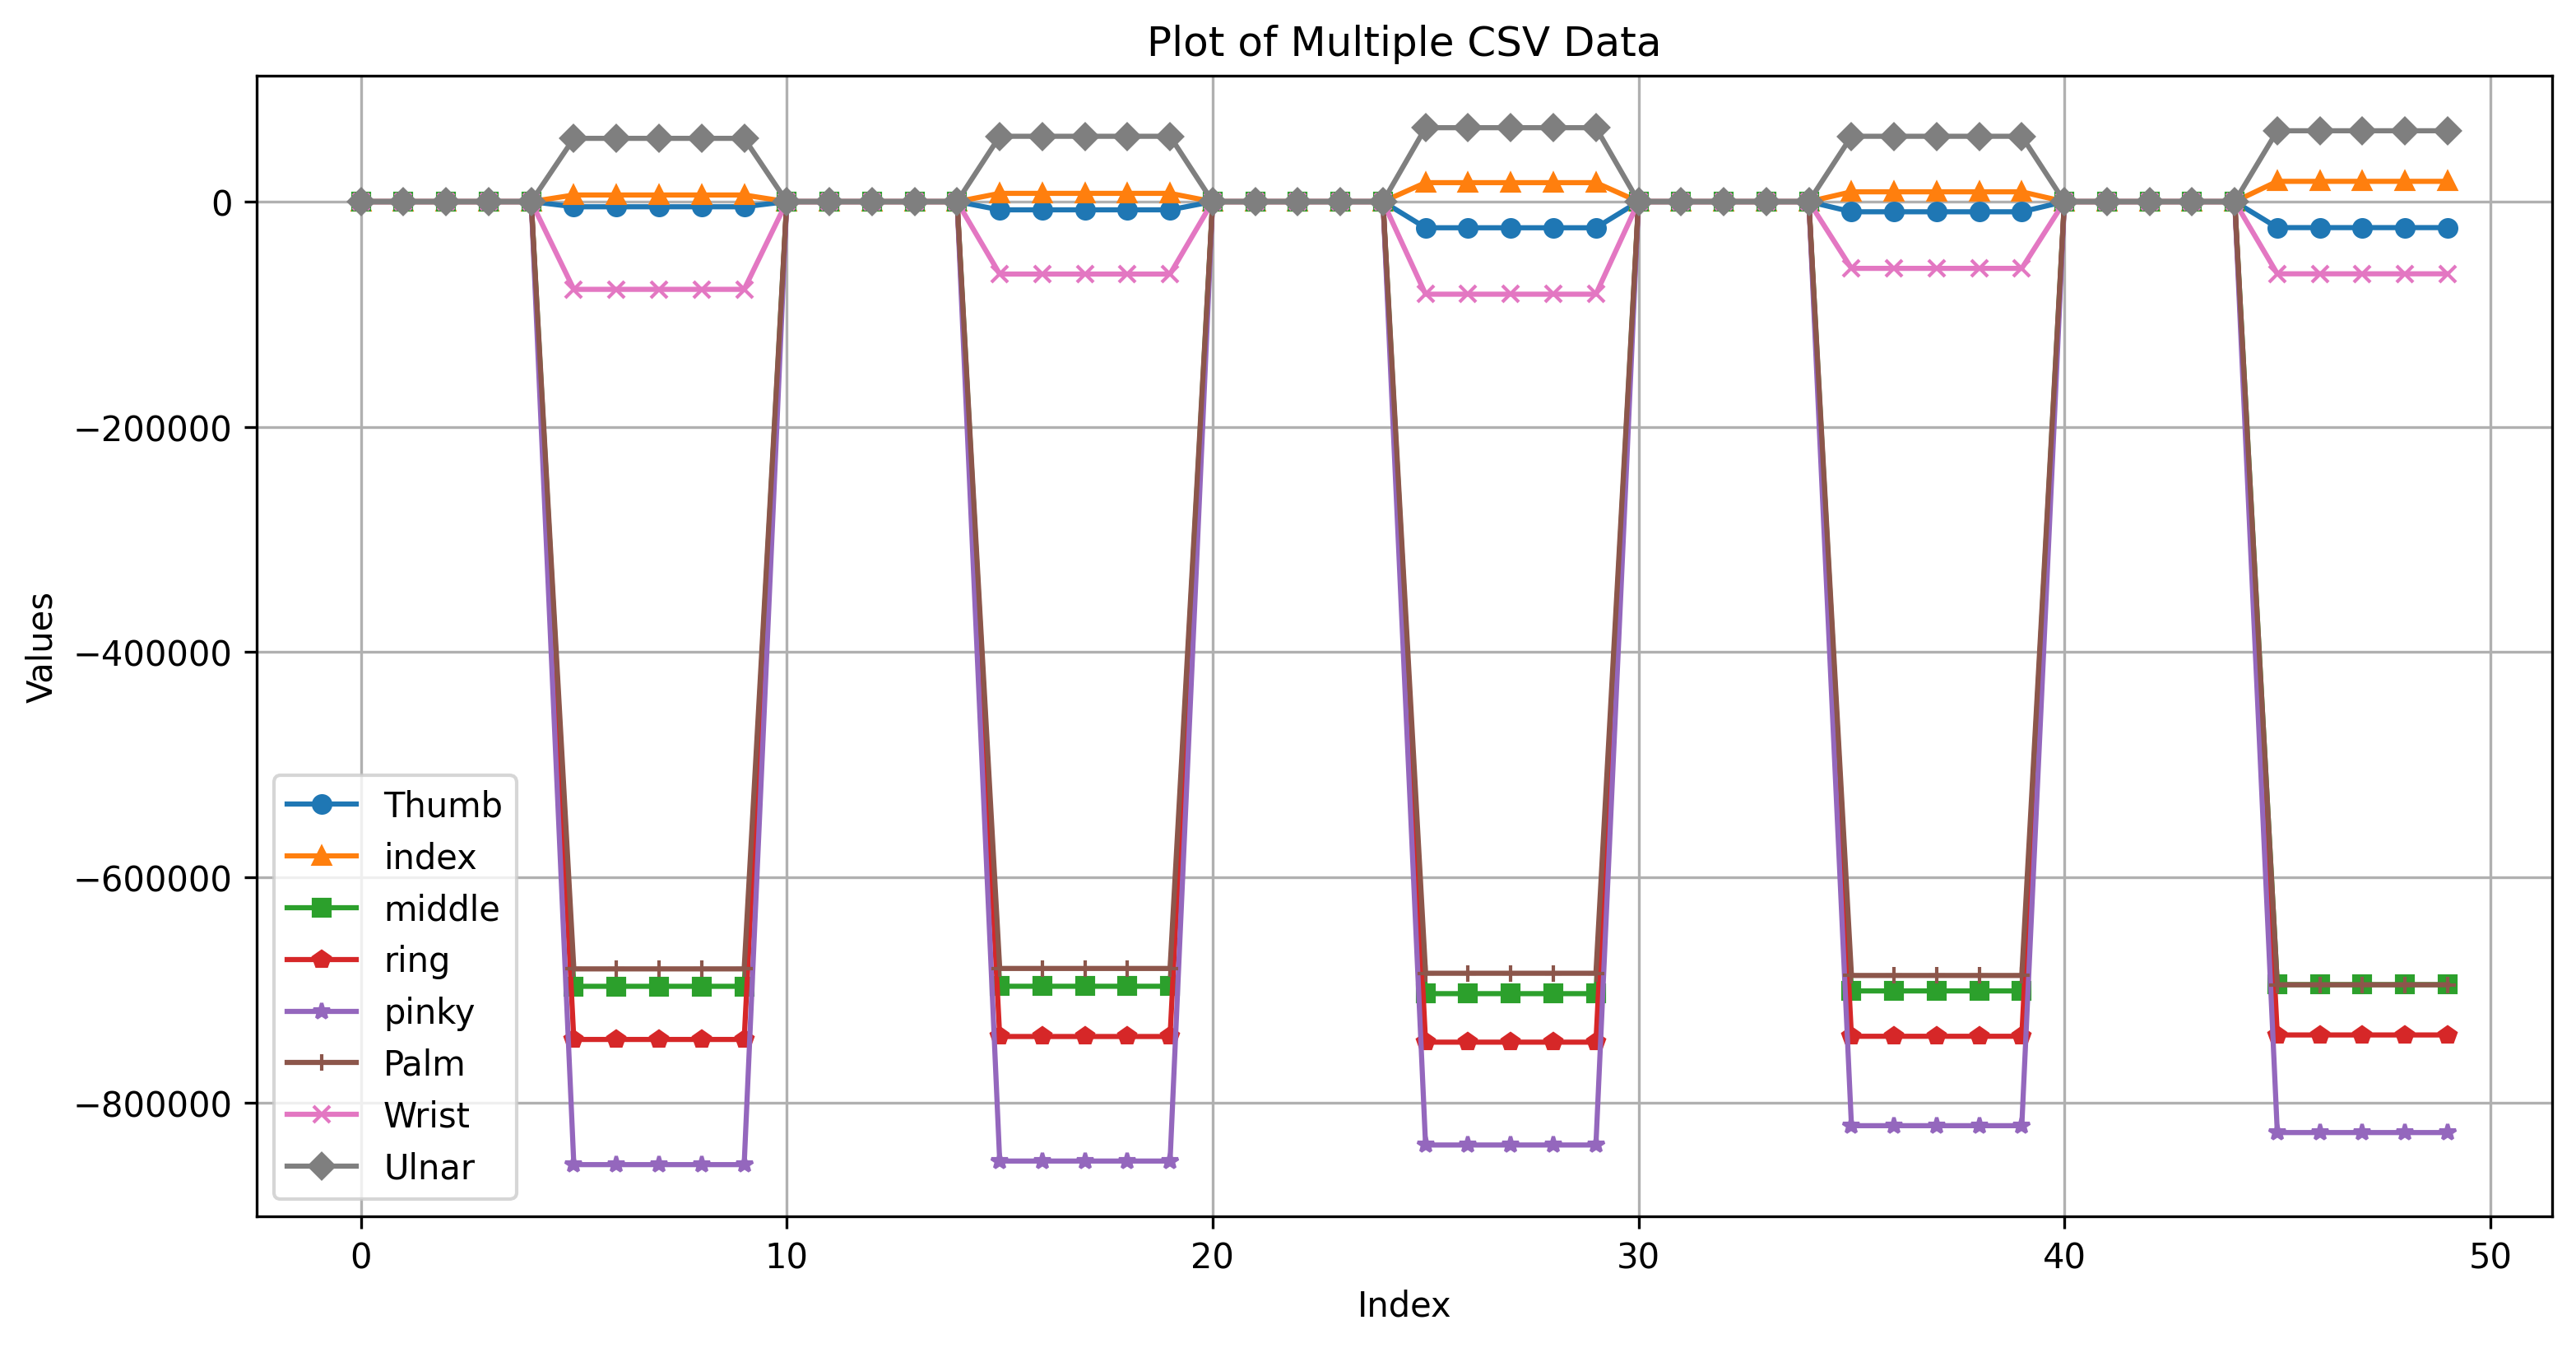 Plot of Multiple CSV Data
Values
0
−200000
−400000
−600000
−800000
Thumb
index
middle
ring
pinky
Palm
Wrist
Ulnar
0 10 20 30 40 50
Index